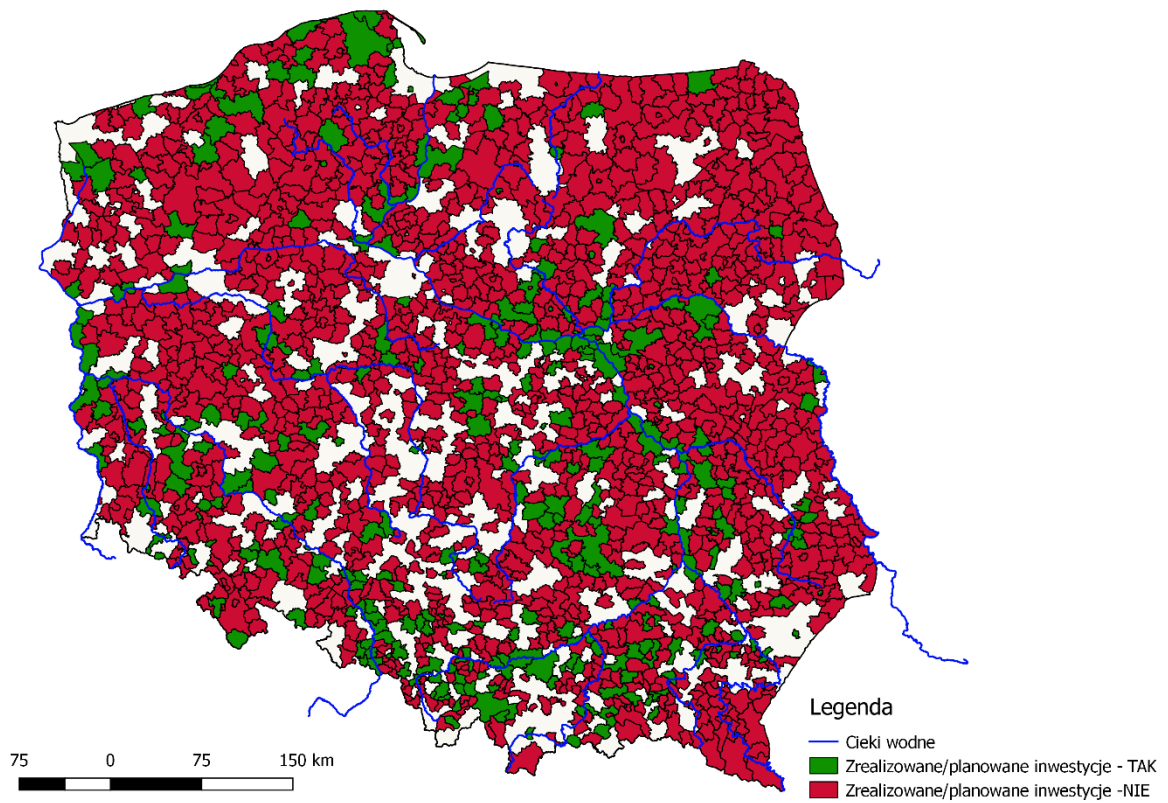 Legenda
Cieki wodne
Zrealizowane/planowane inwestycje - TAK
Zrealizowane/planowane inwestycje -NIE
75 0 75 150 km